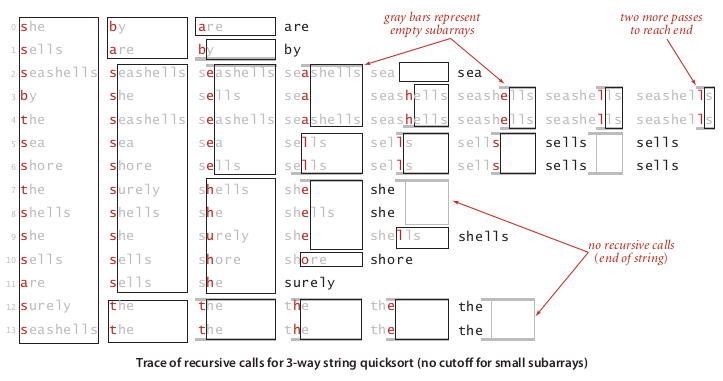 gray bars represent
empty subarrays
two more passes
to reach end
0 she by are are
1 sells are by by
2 seashells seashells seashells seashells sea sea
3 by she sells sea seashells seashells seashells seashells
4 the seashells seashells sea seashells seashells seashells seashells
5 sea sea sea sells sells sells sells sells
6 shore shore sells sells sells sells sells sells
7 the surely shells she she
8 shells shells she shells she
9 she she surely she shells shells
10 sells sells shore shore shore
11 are sells she surely
12 surely the the the the the
13 seashells the the the the the
no recursive calls
(end of string)
Trace of recursive calls for 3-way string quicksort (no cutoff for small subarrays)